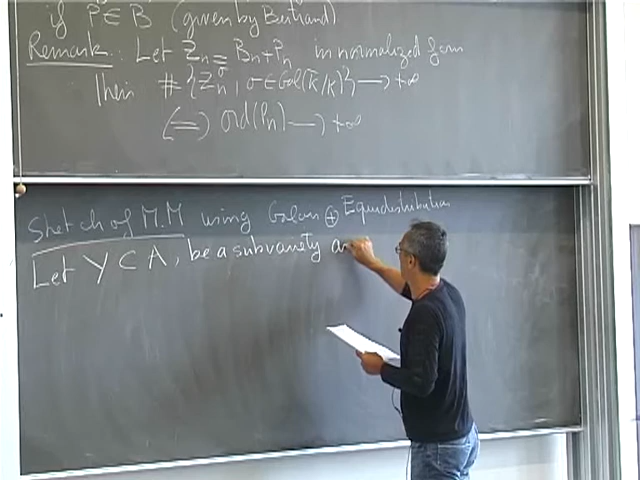 if P ∈ B (given by Bertrand)
Remark: Let Zn = Bn + Pn in normalized form
Then #{Zn^σ, σ ∈ Gal(k̄/k)} → +∞
(⇔) ord(Pn) → +∞
Sketch of M.M using Galois ⊕ Equidistribution
Let Y ⊂ A, be a subvariety a